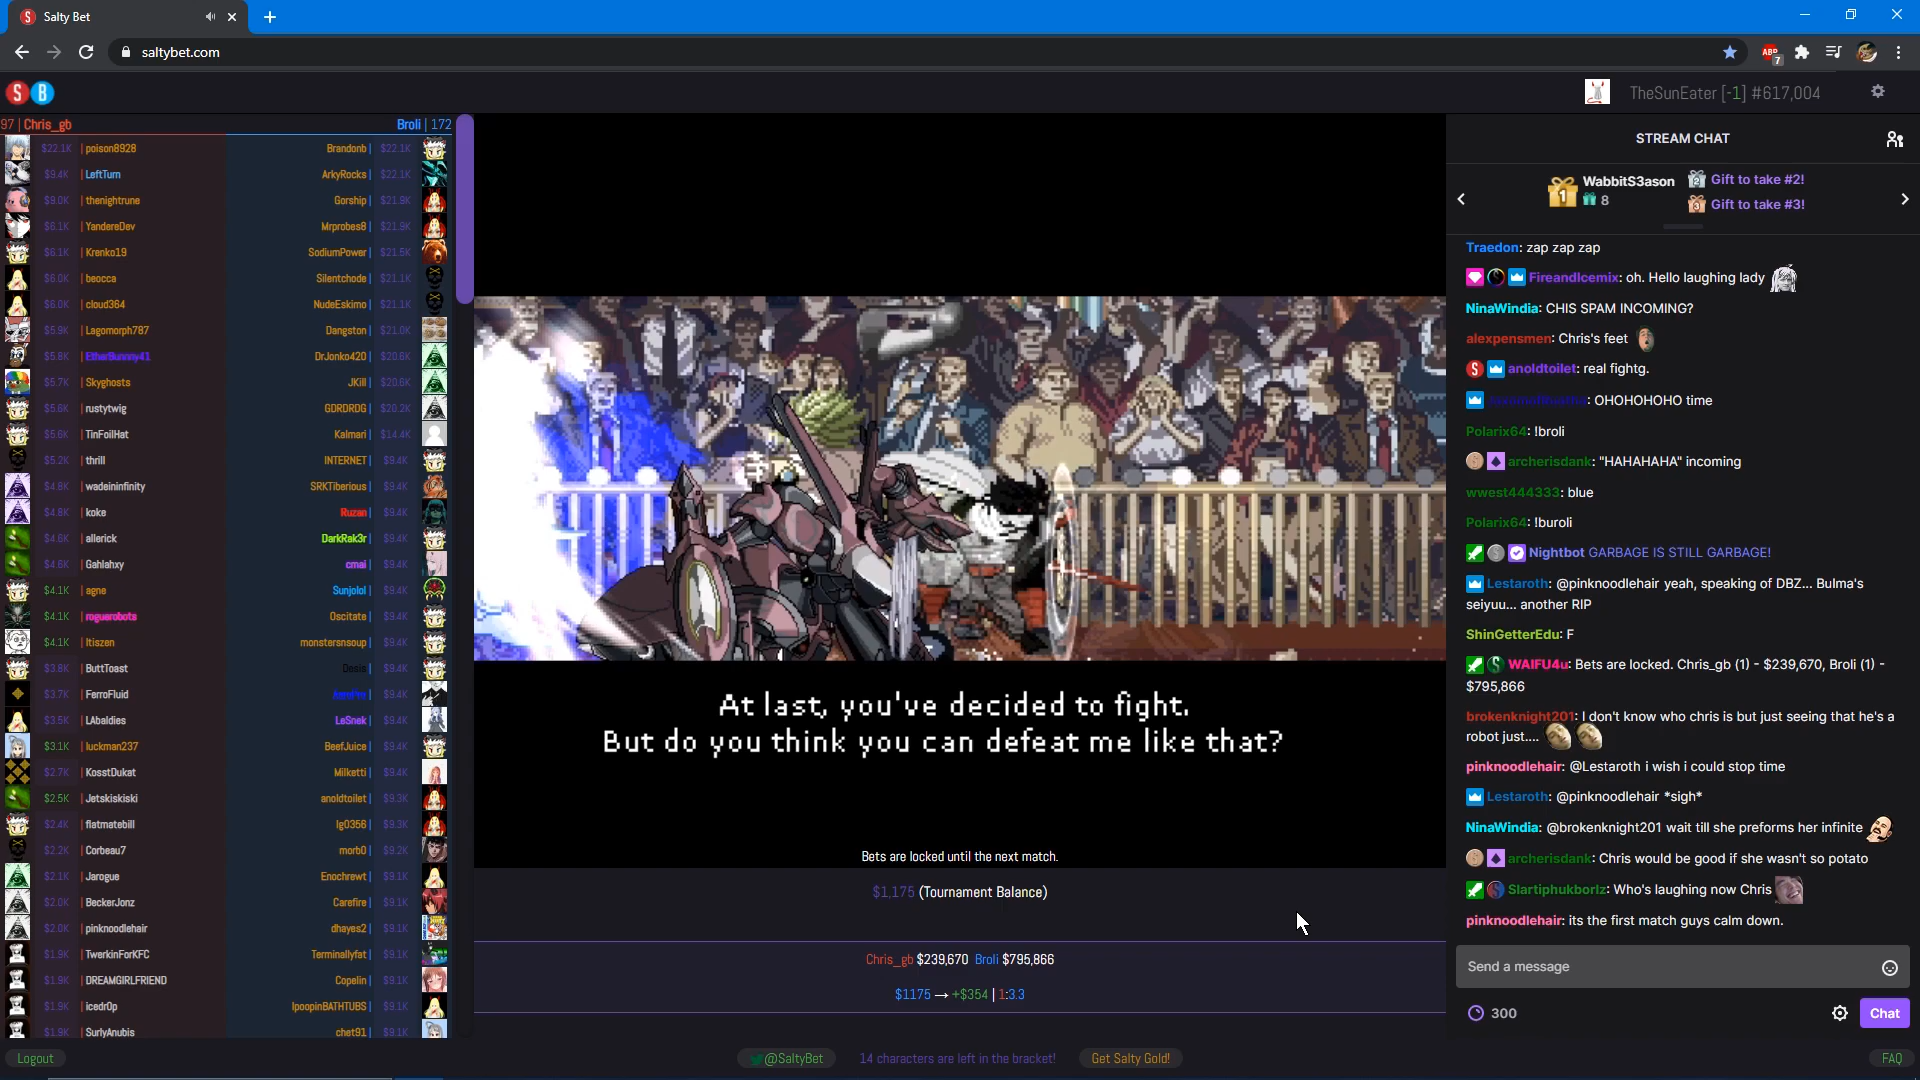 Salty Bet
saltybet.com
ABP
7
S B
TheSunEater [-1] #617,004
97 | Chris_gb
Broli | 172
$22.1K | poison8928
Brandonb | $22.1K
$9.4K | LeftTurn
ArkyRocks | $22.1K
$9.0K | thenightrune
Gorship | $21.9K
$6.1K | YandereDev
Mrprobes8 | $21.9K
$6.1K | Krenko19
SodiumPower | $21.5K
$6.0K | beocca
Silentchode | $21.1K
$6.0K | cloud364
NudeEskimo | $21.1K
$5.9K | Lagomorph787
Dangston | $21.0K
$5.8K | EtherBunnny41
DrJonko420 | $20.6K
$5.7K | Skyghosts
JKill | $20.6K
$5.6K | rustytwig
GDRDRDG | $20.2K
$5.6K | TinFoilHat
Kalmari | $14.4K
$5.2K | thrill
INTERNET | $9.4K
$4.9K | wadeininfinity
SRKTiberious | $9.4K
$4.8K | koke
Ruzan | $9.4K
$4.6K | allerick
DarkRak3r | $9.4K
$4.6K | Gahlahxy
cmai | $9.4K
$4.1K | agne
Sunjolol | $9.4K
$4.1K | roguerobots
Oscitate | $9.4K
$4.1K | Itiszen
monstersnsoup | $9.4K
$3.8K | ButtToast
Dosis | $9.4K
$3.7K | FerroFluid
$9.4K
$3.5K | LAbaldies
LeSnek | $9.4K
$3.1K | luckman237
BeefJuice | $9.4K
$2.7K | KosstDukat
Milketti | $9.4K
$2.5K | Jetskiskiski
anoldtoilet | $9.3K
$2.4K | flatmatebill
lg0356 | $9.3K
$2.2K | Corbeau7
morb0 | $9.2K
$2.1K | Jarogue
Enochrewt | $9.1K
$2.0K | BeckerJonz
Carefire | $9.1K
$2.0K | pinknoodlehair
dhayes2 | $9.1K
$1.9K | TwerkinForKFC
Terminallyfat | $9.1K
$1.9K | DREAMGIRLFRIEND
Copelin | $9.1K
$1.9K | icedr0p
IpoopinBATHTUBS | $9.1K
$1.9K | SurlyAnubis
chet91 | $9.1K
At last, you've decided to fight.
But do you think you can defeat me like that?
Bets are locked until the next match.
$1,175 (Tournament Balance)
Chris_gb $239,670 Broli $795,866
$1175 → +$354 | 1:3.3
STREAM CHAT
1
WabbitS3ason
8
Gift to take #2!
Gift to take #3!
Traedon: zap zap zap
FireandIcemix: oh. Hello laughing lady
NinaWindia: CHIS SPAM INCOMING?
alexpensmen: Chris's feet
anoldtoilet: real fightg.
: OHOHOHOHO time
Polarix64: !broli
archerisdank: "HAHAHAHA" incoming
wwest444333: blue
Polarix64: !buroli
Nightbot GARBAGE IS STILL GARBAGE!
Lestaroth: @pinknoodlehair yeah, speaking of DBZ... Bulma's
seiyuu... another RIP
ShinGetterEdu: F
WAIFU4u: Bets are locked. Chris_gb (1) - $239,670, Broli (1) -
$795,866
brokenknight201: I don't know who chris is but just seeing that he's a
robot just....
pinknoodlehair: @Lestaroth i wish i could stop time
Lestaroth: @pinknoodlehair *sigh*
NinaWindia: @brokenknight201 wait till she preforms her infinite
archerisdank: Chris would be good if she wasn't so potato
Slartiphukborlz: Who's laughing now Chris
pinknoodlehair: its the first match guys calm down.
Send a message
300
Chat
Logout
@SaltyBet
14 characters are left in the bracket!
Get Salty Gold!
FAQ